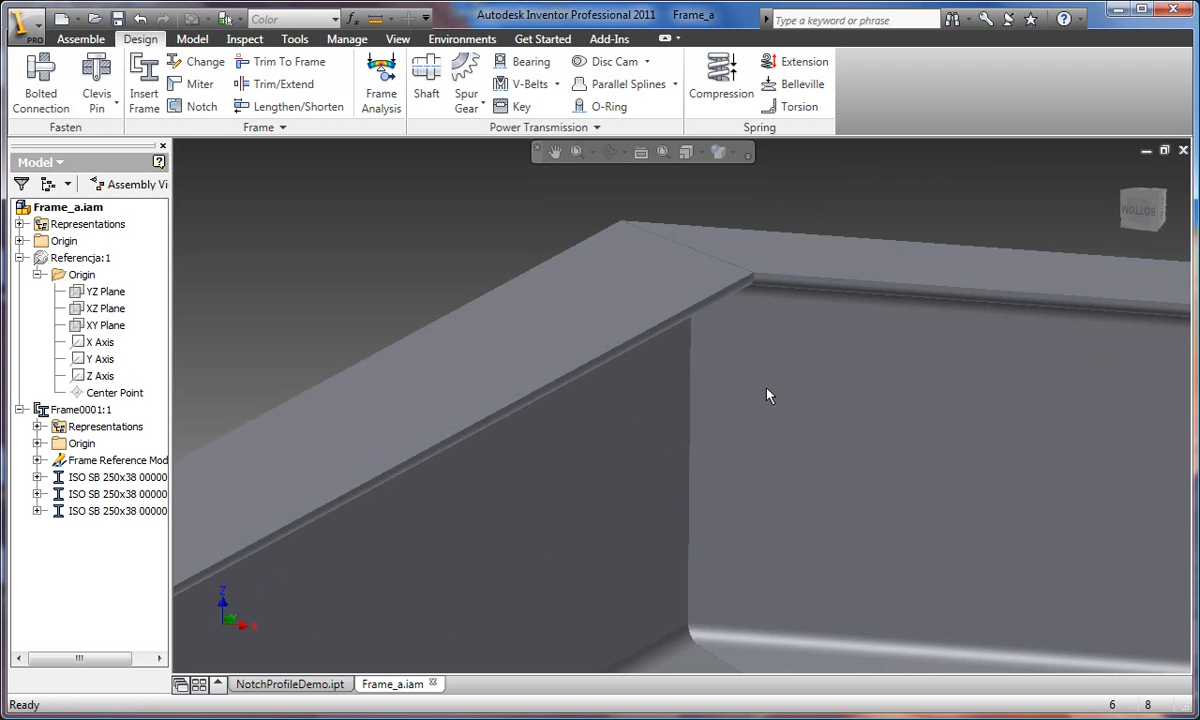 Color
Autodesk Inventor Professional 2011 Frame_a
Type a keyword or phrase
PRO
Assemble Design Model Inspect Tools Manage View Environments Get Started Add-Ins
Bolted Connection
Clevis Pin
Insert Frame
Change
Miter
Notch
Trim To Frame
Trim/Extend
Lengthen/Shorten
Frame Analysis
Shaft
Spur Gear
Bearing
V-Belts
Key
Disc Cam
Parallel Splines
O-Ring
Compression
Extension
Belleville
Torsion
Fasten Frame Power Transmission Spring
Model
Assembly Vi
Frame_a.iam
Representations
Origin
Referencja:1
Origin
YZ Plane
XZ Plane
XY Plane
X Axis
Y Axis
Z Axis
Center Point
Frame0001:1
Representations
Origin
Frame Reference Mod
ISO SB 250x38 00000
ISO SB 250x38 00000
ISO SB 250x38 00000
BOTTOM
Z
Y
X
NotchProfileDemo.ipt Frame_a.iam
Ready 6 8